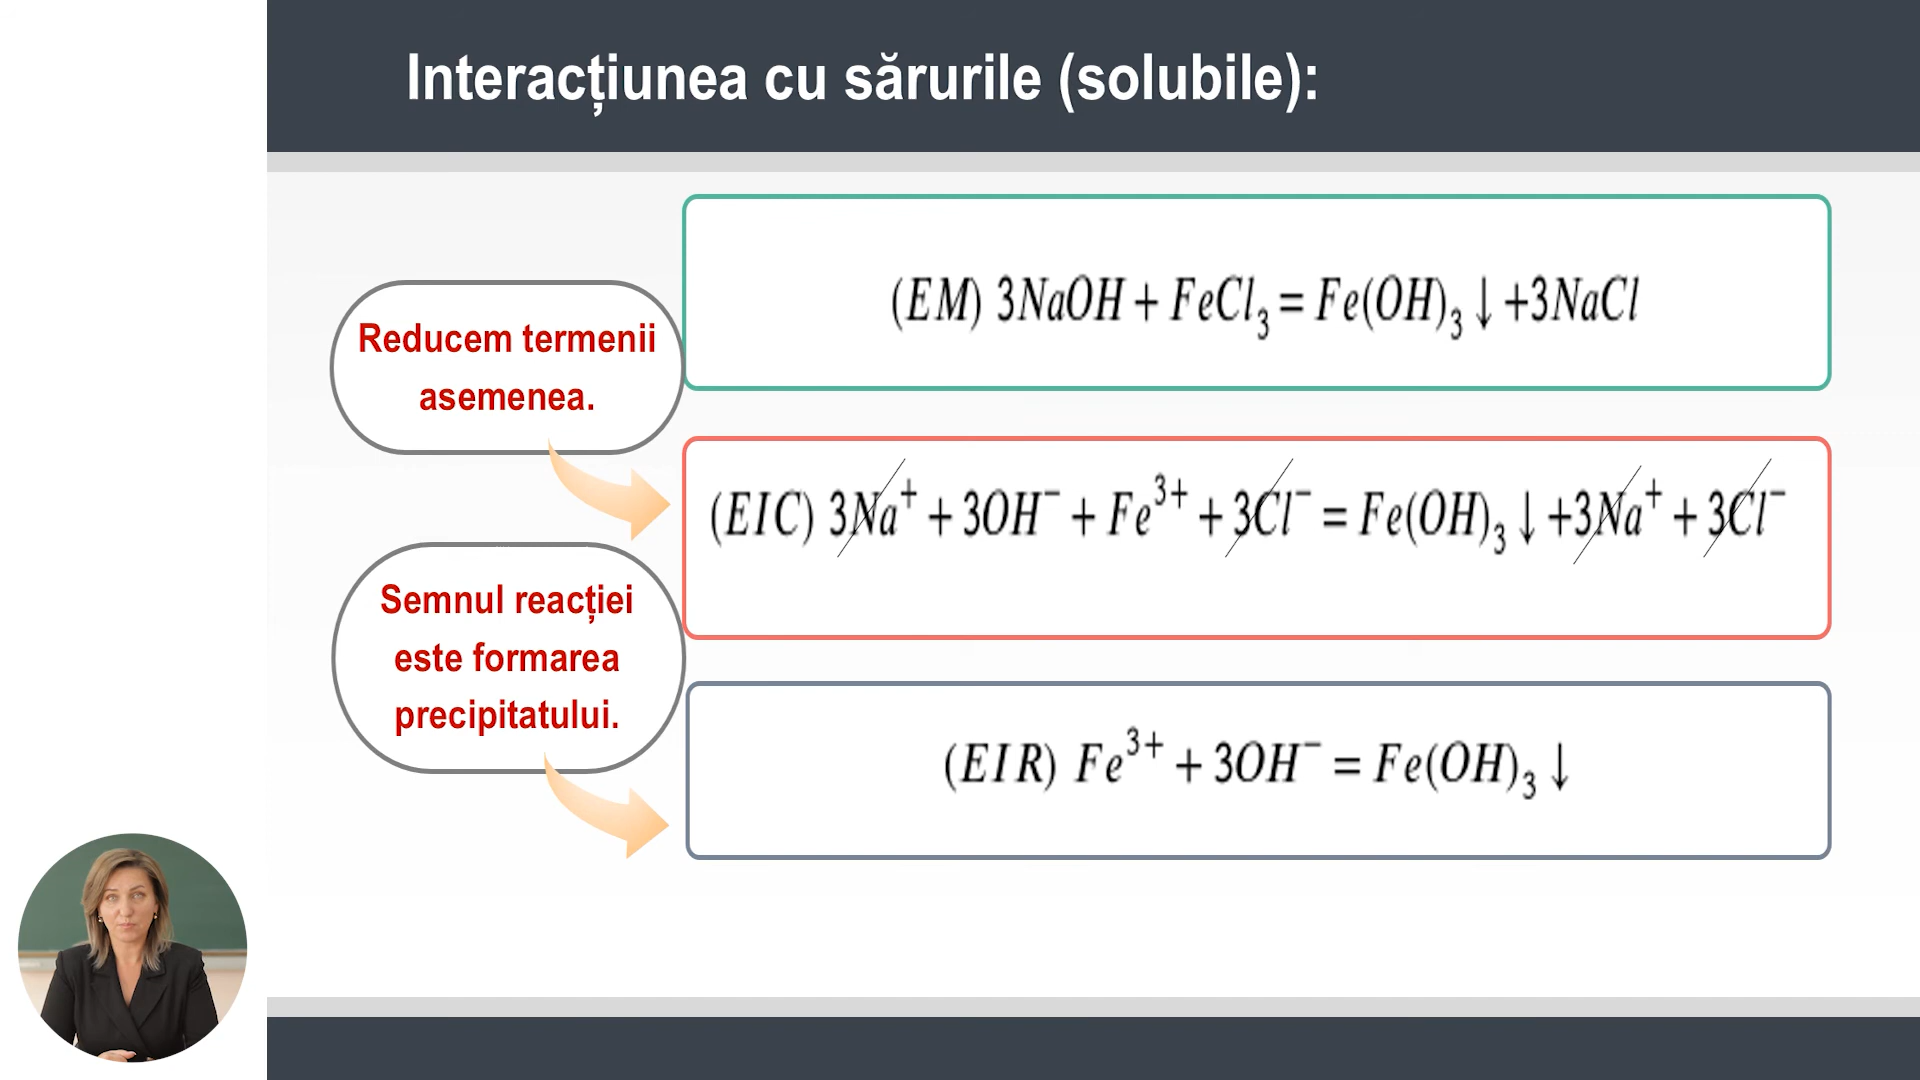 Interacțiunea cu sărurile (solubile):
(EM) 3NaOH + FeCl₃ = Fe(OH)₃ ↓ +3NaCl
Reducem termenii
asemenea.
(EIC) 3Na⁺ + 3OH⁻ + Fe³⁺ + 3Cl⁻ = Fe(OH)₃ ↓ +3Na⁺ + 3Cl⁻
Semnul reacției
este formarea
precipitatului.
(EIR) Fe³⁺ + 3OH⁻ = Fe(OH)₃ ↓